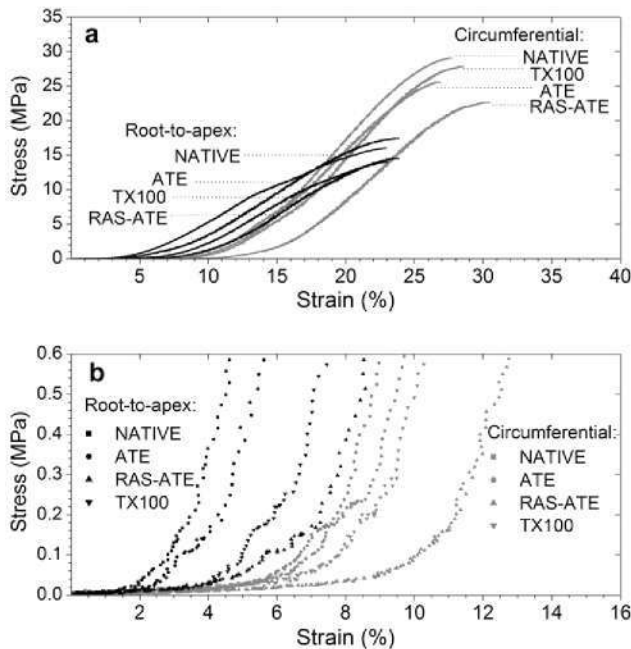 a
Circumferential:
NATIVE
TX100
ATE
RAS-ATE
Root-to-apex:
NATIVE
ATE
TX100
RAS-ATE
Stress (MPa)
35
30
25
20
15
10
5
0
5 10 15 20 25 30 35 40
Strain (%)
b
Root-to-apex:
NATIVE
ATE
RAS-ATE
TX100
Circumferential:
NATIVE
ATE
RAS-ATE
TX100
Stress (MPa)
0.6
0.5
0.4
0.3
0.2
0.1
0.0
2 4 6 8 10 12 14 16
Strain (%)